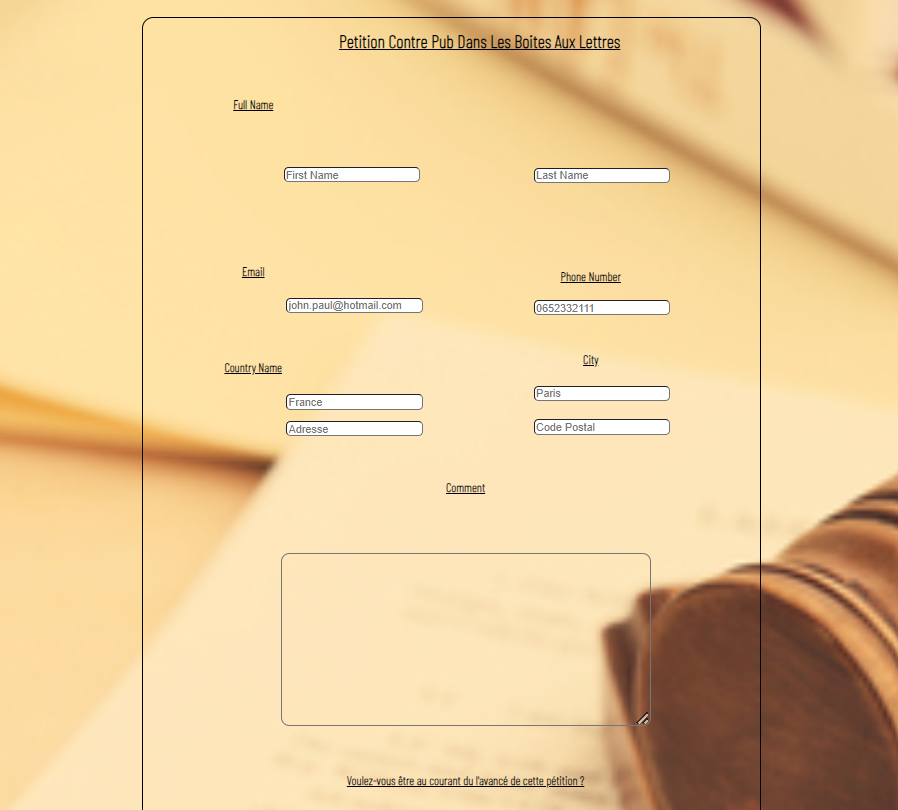 Petition Contre Pub Dans Les Boites Aux Lettres
Full Name
First Name
Last Name
Email
Phone Number
john.paul@hotmail.com
0652332111
Country Name
City
France
Paris
Adresse
Code Postal
Comment
Voulez-vous être au courant du l'avancé de cette pétition ?